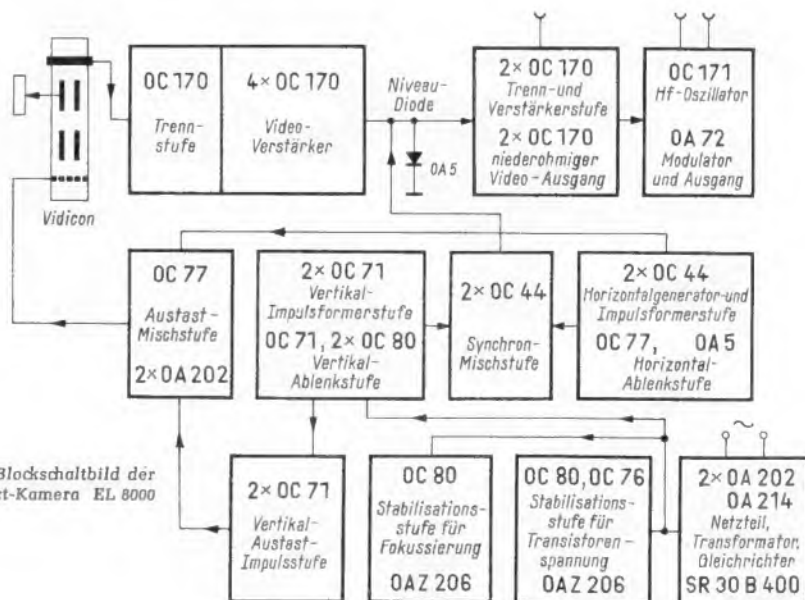 OC 170
Trenn-
stufe
4× OC 170
Video-
Verstärker
Niveau-
Diode
OA 5
2× OC 170
Trenn- und
Verstärkerstufe
2× OC 170
niederohmiger
Video-Ausgang
OC 171
Hf-Oszillator
OA 72
Modulator
und Ausgang
Vidicon
OC 77
Austast-
Mischstufe
2× OA 202
2× OC 71
Vertikal-
Impulsformerstufe
OC 71, 2× OC 80
Vertikal-
Ablenkstufe
2× OC 44
Synchron-
Mischstufe
2× OC 44
Horizontalgenerator-und
Impulsformerstufe
OC 77, OA 5
Horizontal-
Ablenkstufe
Blockschaltbild der
t-Kamera EL 8000
2× OC 71
Vertikal-
Austast-
Impulsstufe
OC 80
Stabilisations-
stufe für
Fokussierung
OAZ 206
OC 80, OC 76
Stabilisations-
stufe für
Transistoren-
spannung
OAZ 206
~
2× OA 202
OA 214
Netzteil,
Transformator,
Gleichrichter
SR 30 B 400